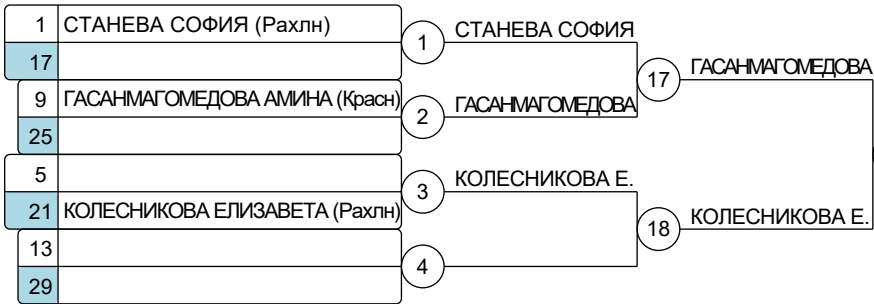 1 СТАНЕВА СОФИЯ (Рахлн)
17
1 СТАНЕВА СОФИЯ
9 ГАСАНМАГОМЕДОВА АМИНА (Красн)
25
2 ГАСАНМАГОМЕДОВА
17 ГАСАНМАГОМЕДОВА
5
21 КОЛЕСНИКОВА ЕЛИЗАВЕТА (Рахлн)
3 КОЛЕСНИКОВА Е.
13
29
4
18 КОЛЕСНИКОВА Е.